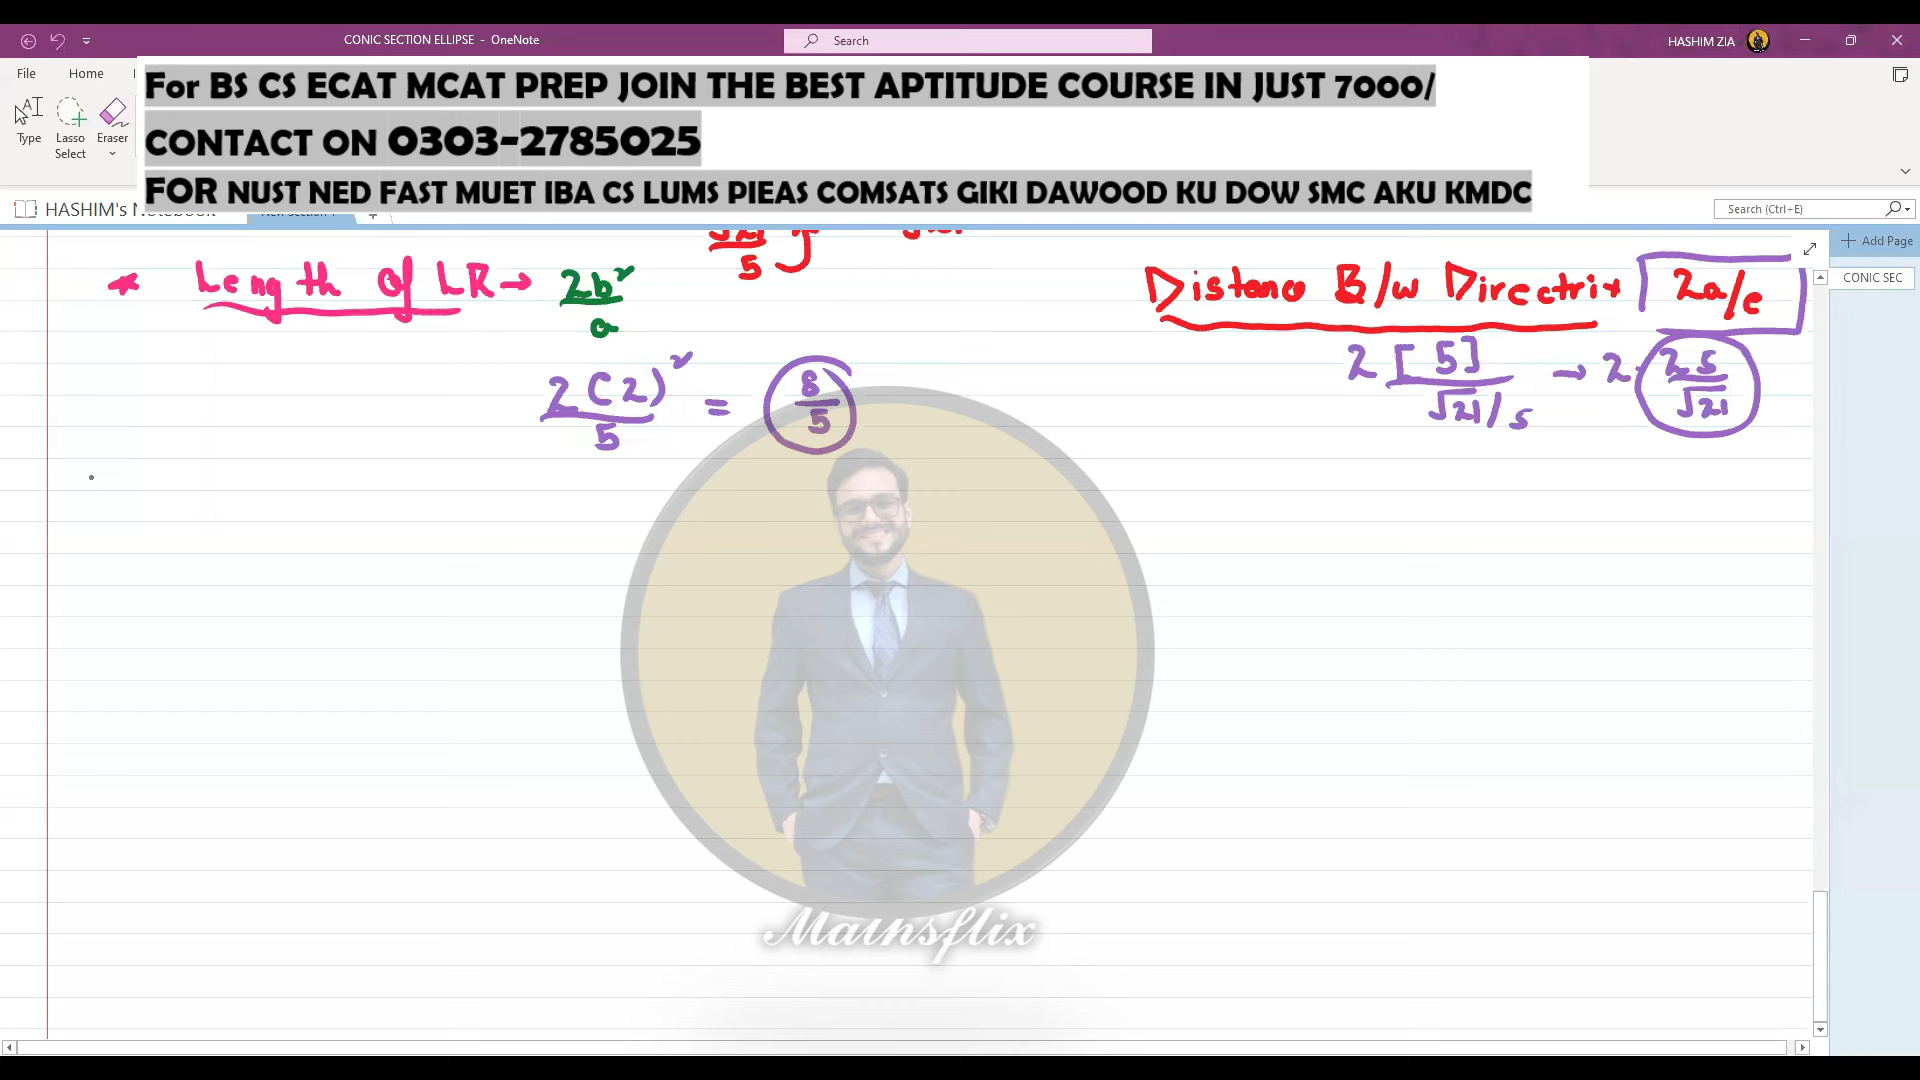 CONIC SECTION ELLIPSE - OneNote
Search
HASHIM ZIA
File
Home
For BS CS ECAT MCAT PREP JOIN THE BEST APTITUDE COURSE IN JUST 7000/
CONTACT ON 0303-2785025
FOR NUST NED FAST MUET IBA CS LUMS PIEAS COMSATS GIKI DAWOOD KU DOW SMC AKU KMDC
Type
Lasso Select
Eraser
HASHIM's Notebook
Search (Ctrl+E)
Add Page
CONIC SEC
* Length Of LR → 2b²/a
2(2)²/5 = 8/5
Distance B/w Directrix 2a/e
2[5]/√21/5 → 2· 25/√21
Mathsflix